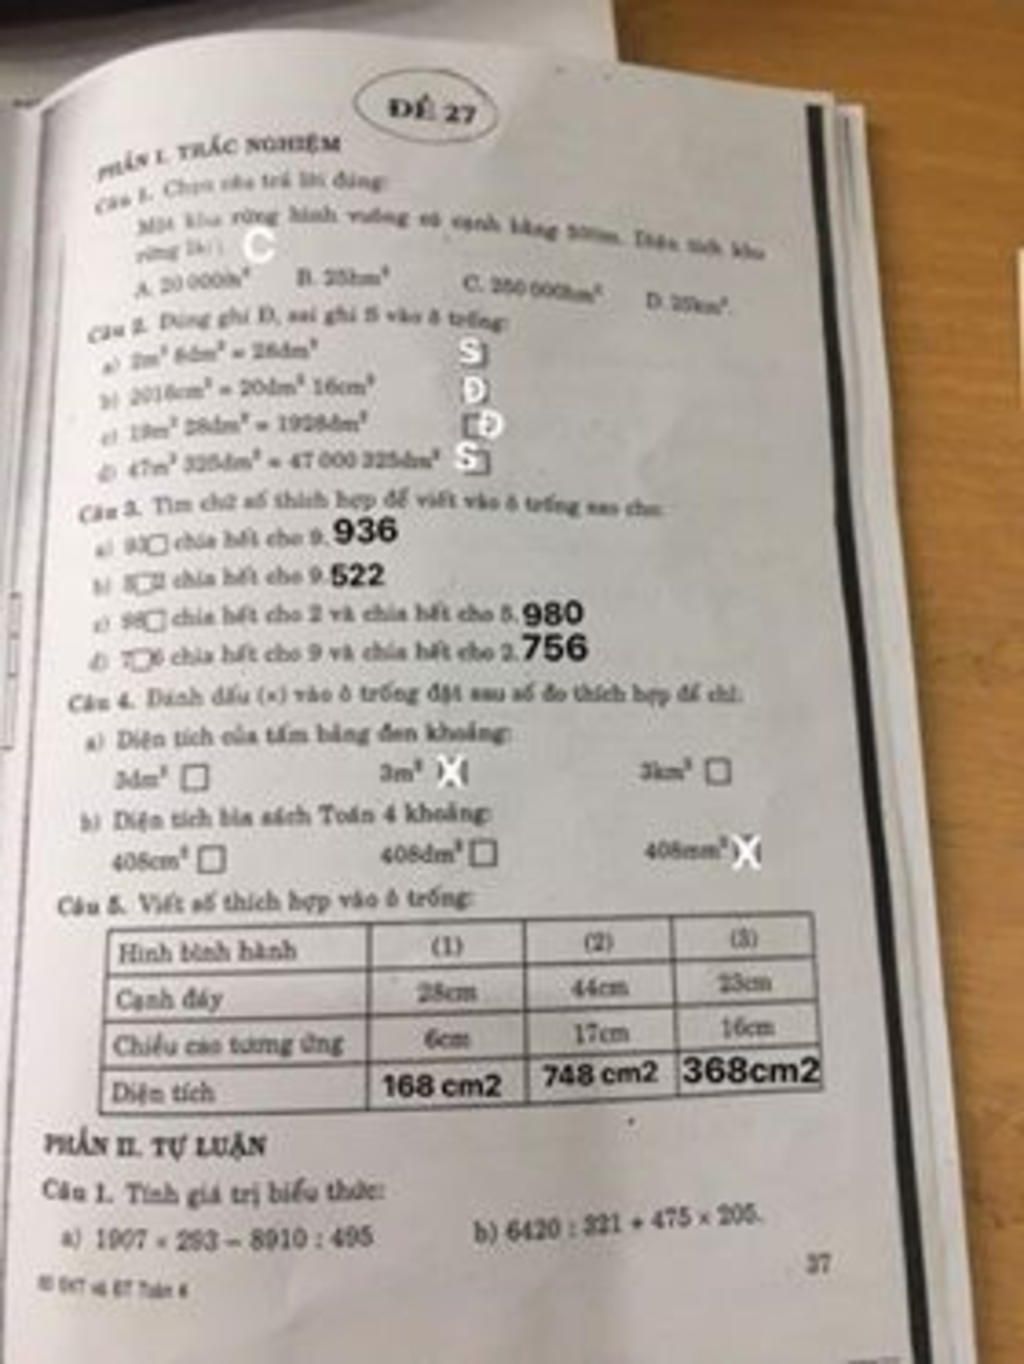 ĐỀ 27
PHẦN I. TRẮC NGHIỆM
Câu 1. Chọn câu trả lời đúng:
Một khu rừng hình vuông có cạnh bằng 500m. Diện tích khu
rừng là: C
A. 20 000m² B. 25hm² C. 250 000hm² D. 25km².
Câu 2. Đúng ghi Đ, sai ghi S vào ô trống:
a) 2m² 6dm² = 26dm² S
b) 2016cm² = 20dm² 16cm² Đ
c) 19m² 28dm² = 1928dm² Đ
d) 47m² 325dm² = 47 000 325dm² S
Câu 3. Tìm chữ số thích hợp để viết vào ô trống sao cho:
a) 93□ chia hết cho 9. 936
b) 5□2 chia hết cho 9. 522
c) 98□ chia hết cho 2 và chia hết cho 5. 980
d) 7□6 chia hết cho 9 và chia hết cho 2. 756
Câu 4. Đánh dấu (×) vào ô trống đặt sau số đo thích hợp để chỉ:
a) Diện tích của tấm bảng đen khoảng:
3dm² □ 3m² X 3km² □
b) Diện tích bìa sách Toán 4 khoảng:
408cm² □ 408dm² □ 408mm² X
Câu 5. Viết số thích hợp vào ô trống:
Hình bình hành (1) (2) (3)
Cạnh đáy 28cm 44cm 23cm
Chiều cao tương ứng 6cm 17cm 16cm
Diện tích 168 cm2 748 cm2 368cm2
PHẦN II. TỰ LUẬN
Câu 1. Tính giá trị biểu thức:
a) 1907 × 293 – 8910 : 495 b) 6420 : 321 + 475 × 205.
37
ĐKT và ĐT Toán 4